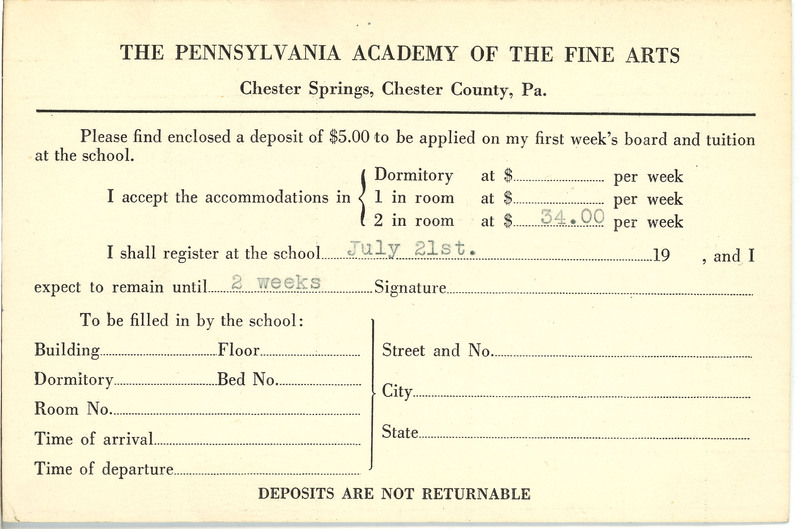 THE PENNSYLVANIA ACADEMY OF THE FINE ARTS
Chester Springs, Chester County, Pa.
Please find enclosed a deposit of $5.00 to be applied on my first week's board and tuition
at the school.
I accept the accommodations in { Dormitory at $ per week
1 in room at $ per week
2 in room at $ 34.00 per week
I shall register at the school July 21st. 19 , and I
expect to remain until 2 weeks Signature
To be filled in by the school:
Building Floor
Dormitory Bed No.
Room No.
Time of arrival
Time of departure
Street and No.
City
State
DEPOSITS ARE NOT RETURNABLE